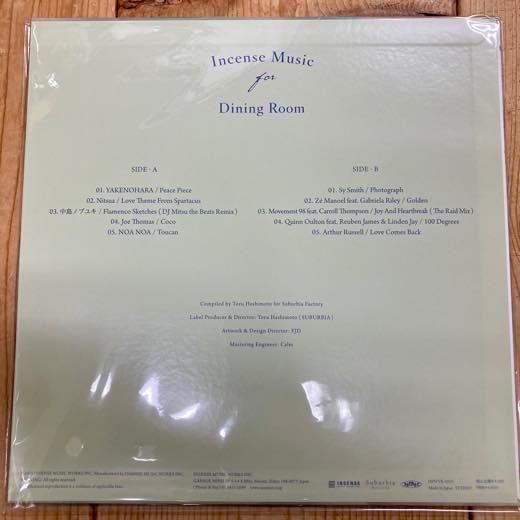 Incense Music
for
Dining Room
SIDE - A
01. YAKENOHARA / Peace Piece
02. Nitsua / Love Theme From Spartacus
03. 中島ノブユキ / Flamenco Sketches ( DJ Mitsu the Beats Remix )
04. Joe Thomas / Coco
05. NOA NOA / Toucan
SIDE - B
01. Sy Smith / Photograph
02. Zé Manoel feat. Gabriela Riley / Golden
03. Movement 98 feat. Carroll Thompson / Joy And Heartbreak ( The Raid Mix )
04. Quinn Oulton feat. Reuben James & Linden Jay / 100 Degrees
05. Arthur Russell / Love Comes Back
Compiled by Toru Hashimoto for Suburbia Factory
Label Producer & Director: Toru Hashimoto ( SUBURBIA )
Artwork & Design Director: FJD
Mastering Engineer: Calm
INCENSE
Suburbia
Made in Japan